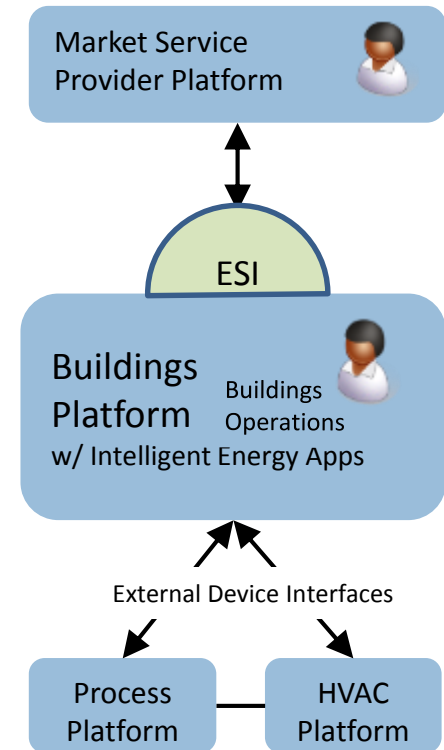 Market Service
Provider Platform
ESI
Buildings
Platform
Buildings
Operations
w/ Intelligent Energy Apps
External Device Interfaces
Process
Platform
HVAC
Platform